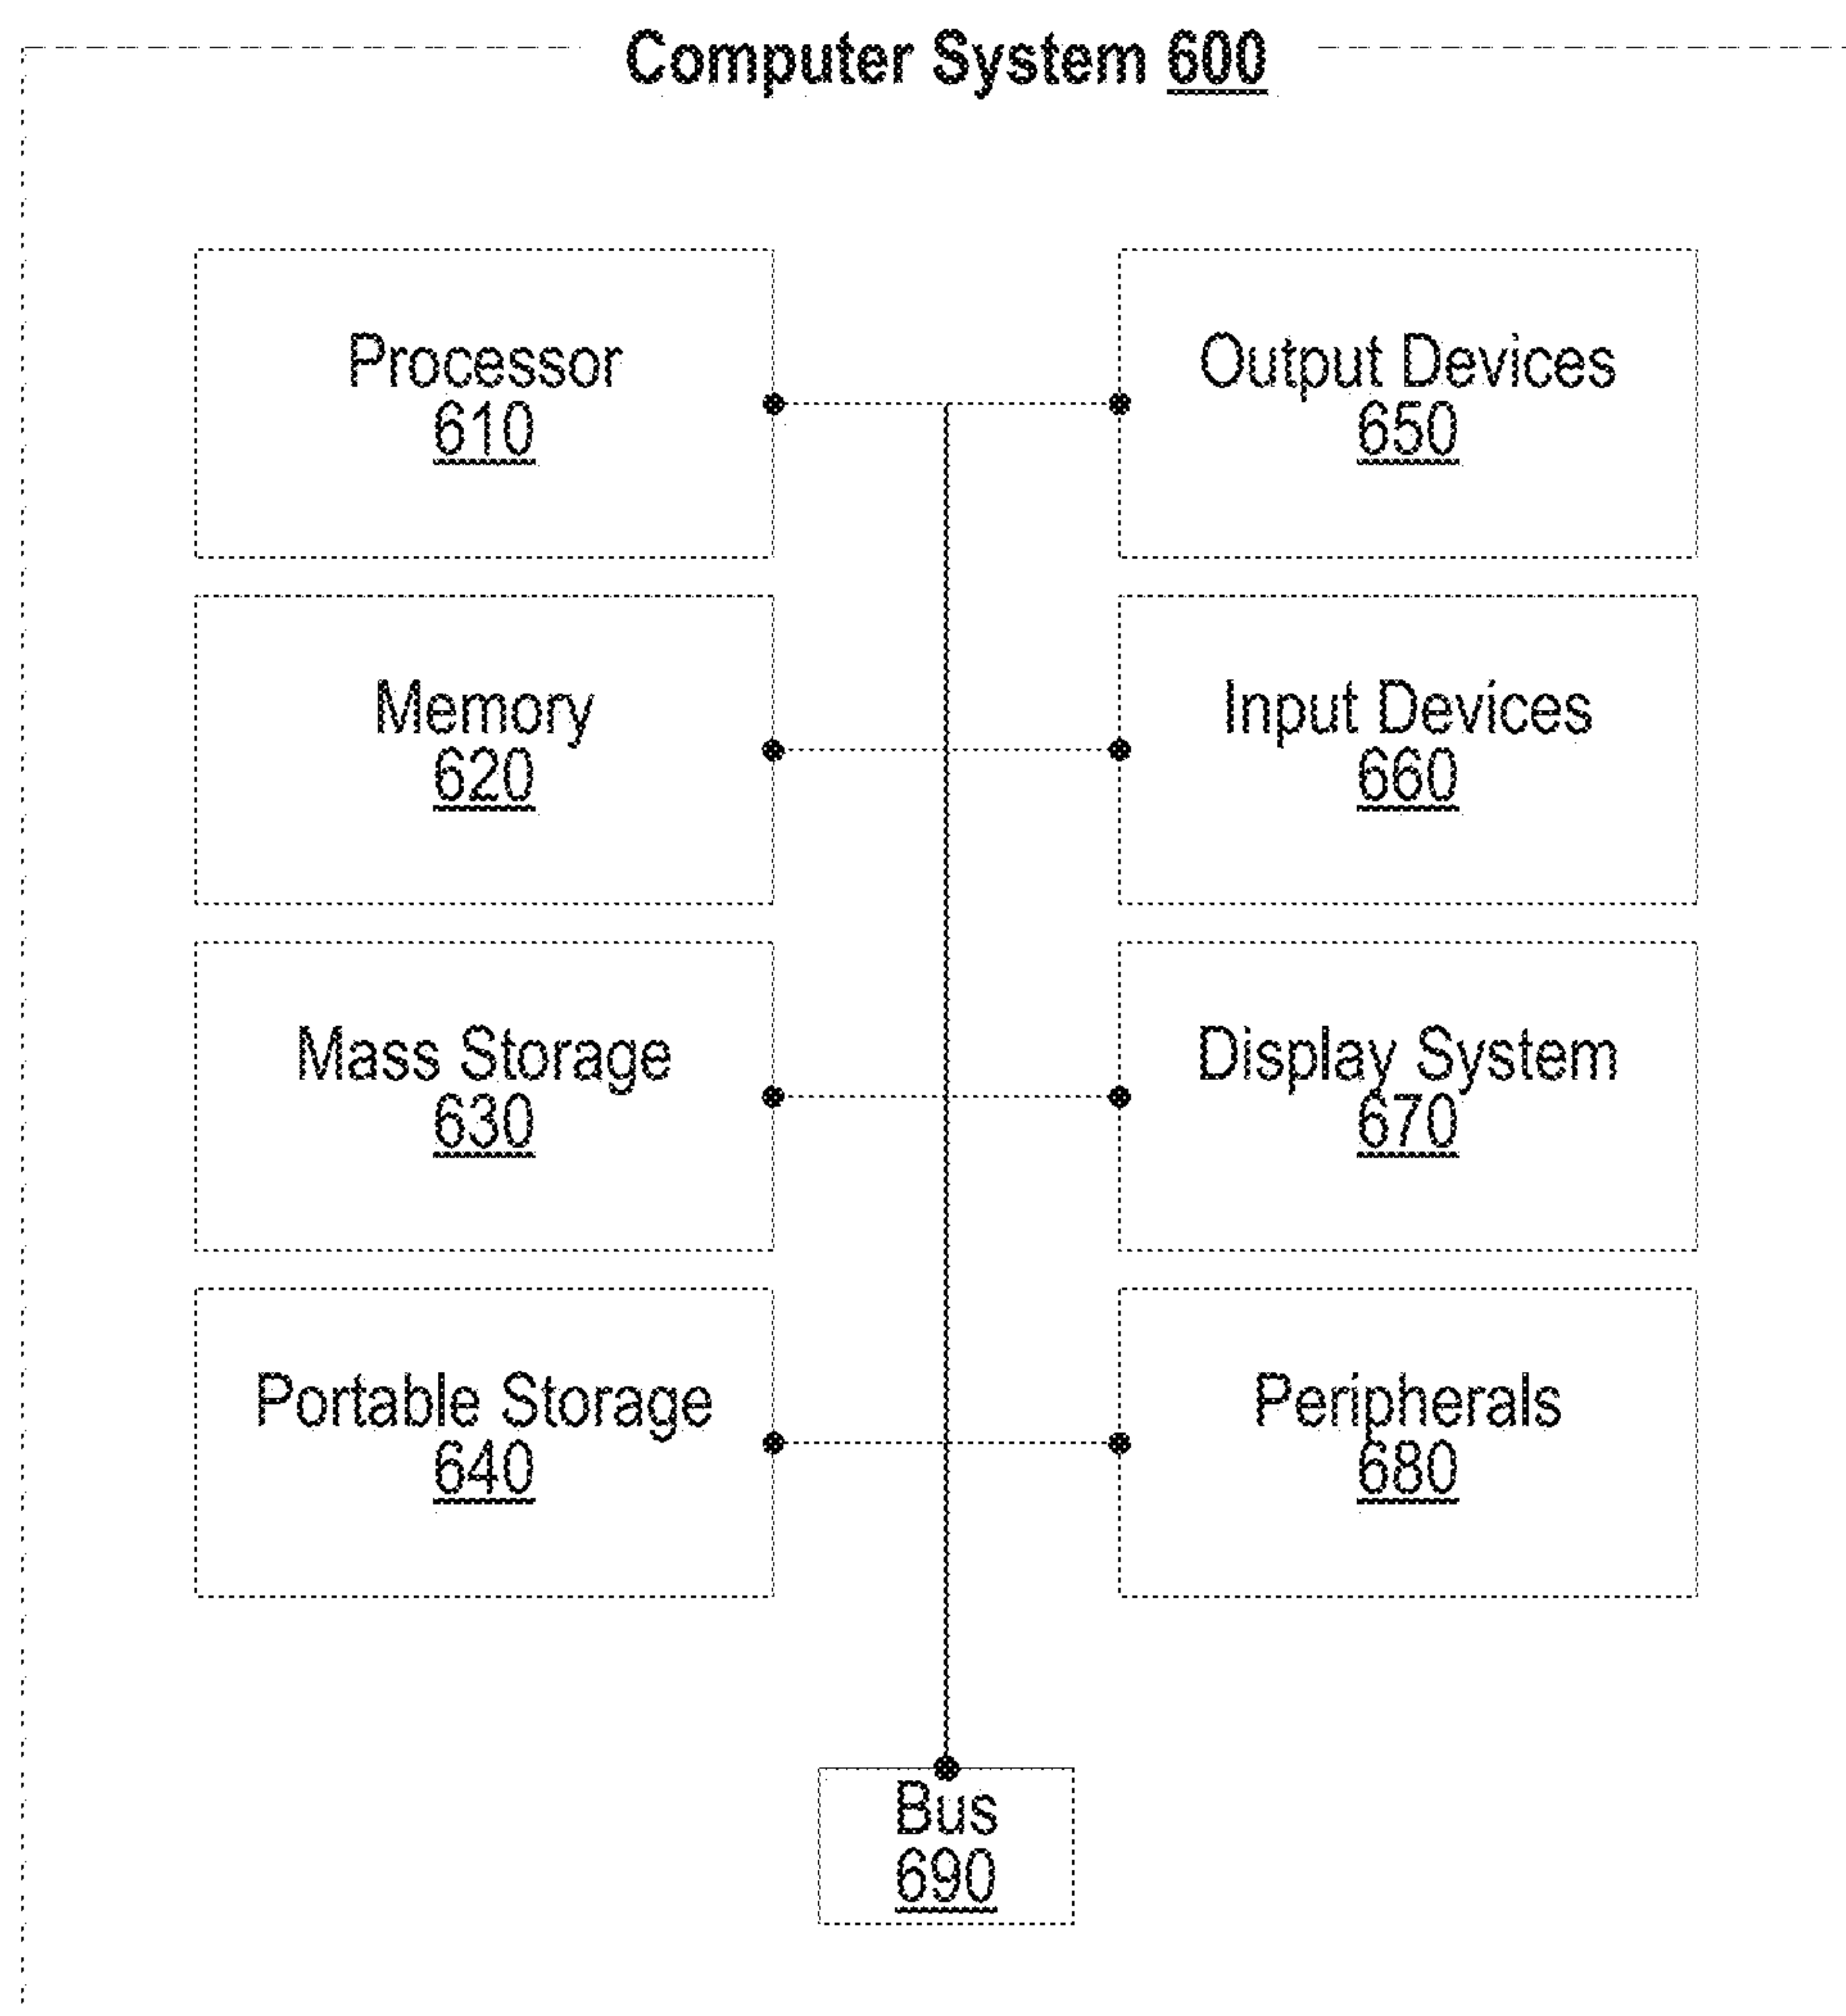 Computer System 600
Processor
610
Output Devices
650
Memory
620
Input Devices
660
Mass Storage
630
Display System
670
Portable Storage
640
Peripherals
680
Bus
690